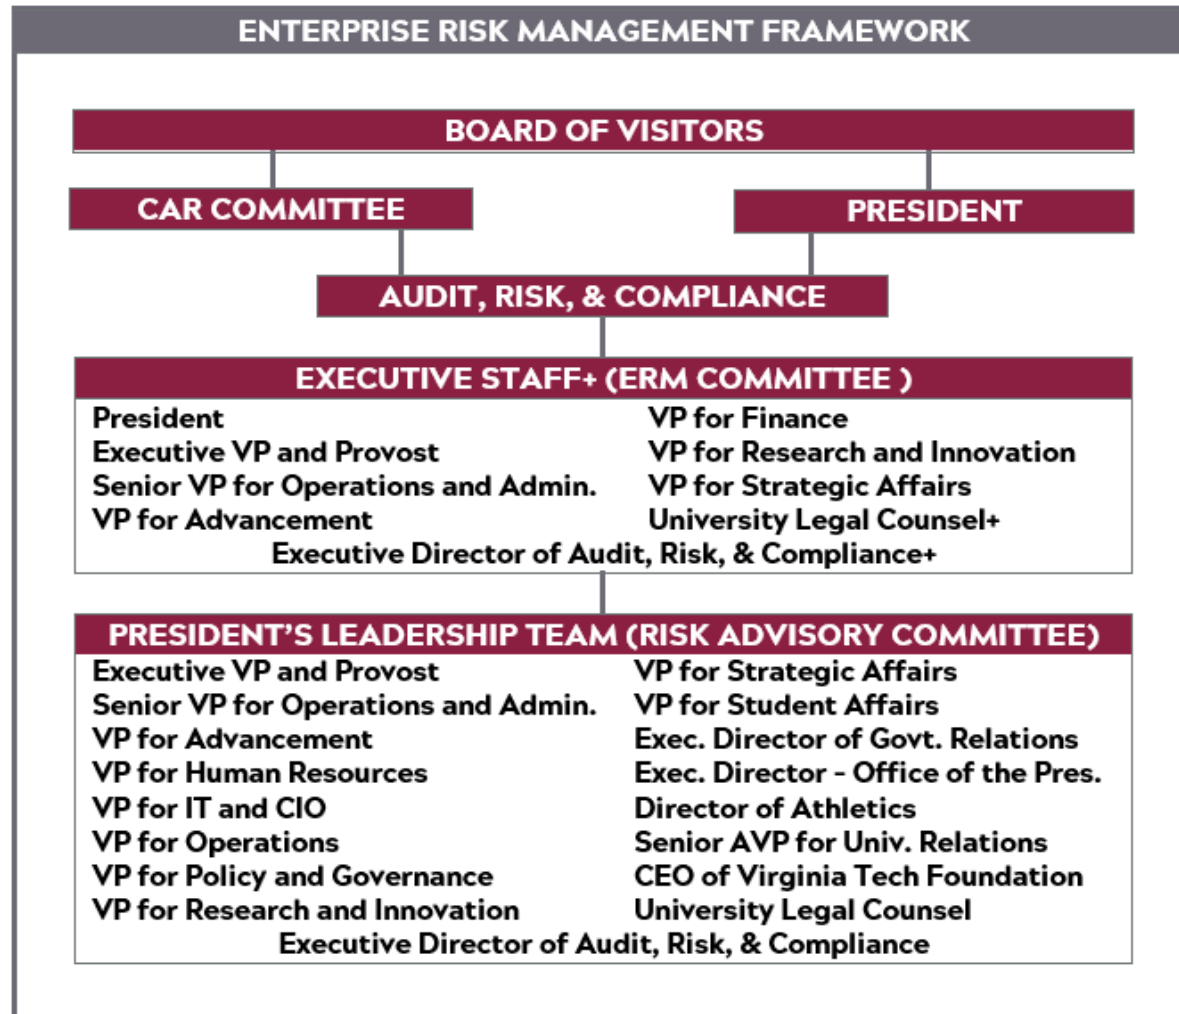 ENTERPRISE RISK MANAGEMENT FRAMEWORK
BOARD OF VISITORS
CAR COMMITTEE
PRESIDENT
AUDIT, RISK, & COMPLIANCE
EXECUTIVE STAFF+ (ERM COMMITTEE )
President
Executive VP and Provost
Senior VP for Operations and Admin.
VP for Advancement
VP for Finance
VP for Research and Innovation
VP for Strategic Affairs
University Legal Counsel+
Executive Director of Audit, Risk, & Compliance+
PRESIDENT’S LEADERSHIP TEAM (RISK ADVISORY COMMITTEE)
Executive VP and Provost
Senior VP for Operations and Admin.
VP for Advancement
VP for Human Resources
VP for IT and CIO
VP for Operations
VP for Policy and Governance
VP for Research and Innovation
VP for Strategic Affairs
VP for Student Affairs
Exec. Director of Govt. Relations
Exec. Director - Office of the Pres.
Director of Athletics
Senior AVP for Univ. Relations
CEO of Virginia Tech Foundation
University Legal Counsel
Executive Director of Audit, Risk, & Compliance